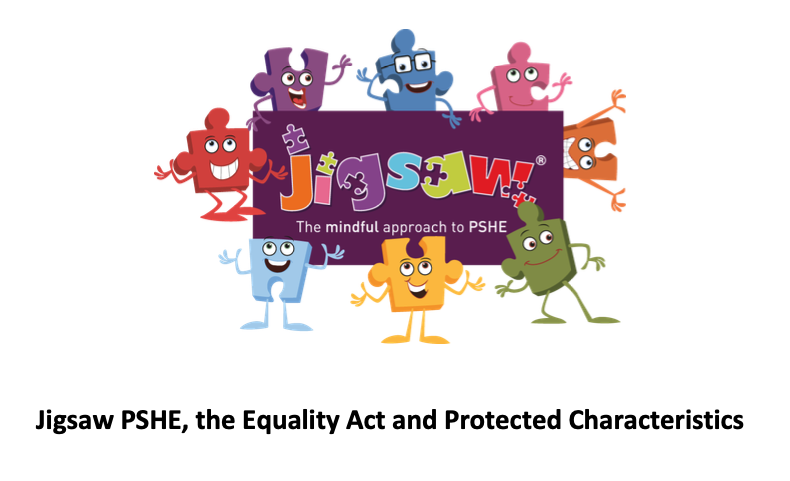 Jigsaw®
The mindful approach to PSHE
Jigsaw PSHE, the Equality Act and Protected Characteristics